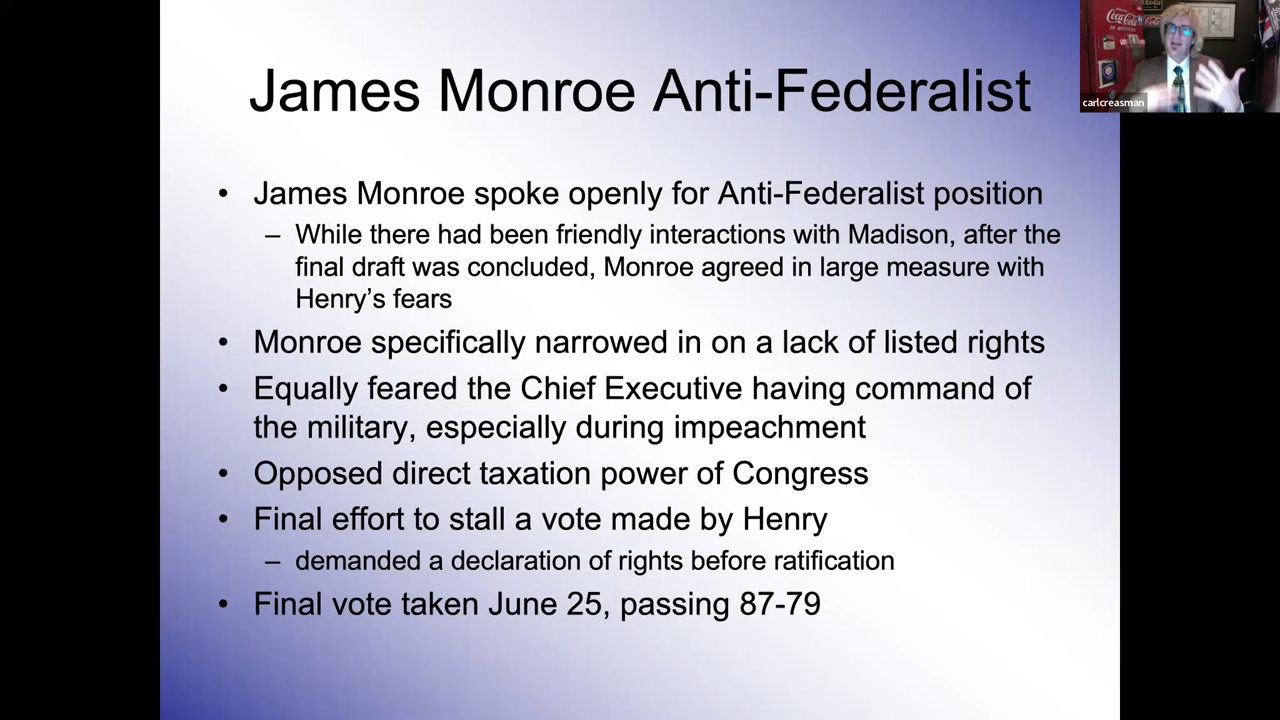 James Monroe Anti-Federalist
• James Monroe spoke openly for Anti-Federalist position
– While there had been friendly interactions with Madison, after the
final draft was concluded, Monroe agreed in large measure with
Henry's fears
• Monroe specifically narrowed in on a lack of listed rights
• Equally feared the Chief Executive having command of
the military, especially during impeachment
• Opposed direct taxation power of Congress
• Final effort to stall a vote made by Henry
– demanded a declaration of rights before ratification
• Final vote taken June 25, passing 87-79
Coca-Cola
carlcreasman